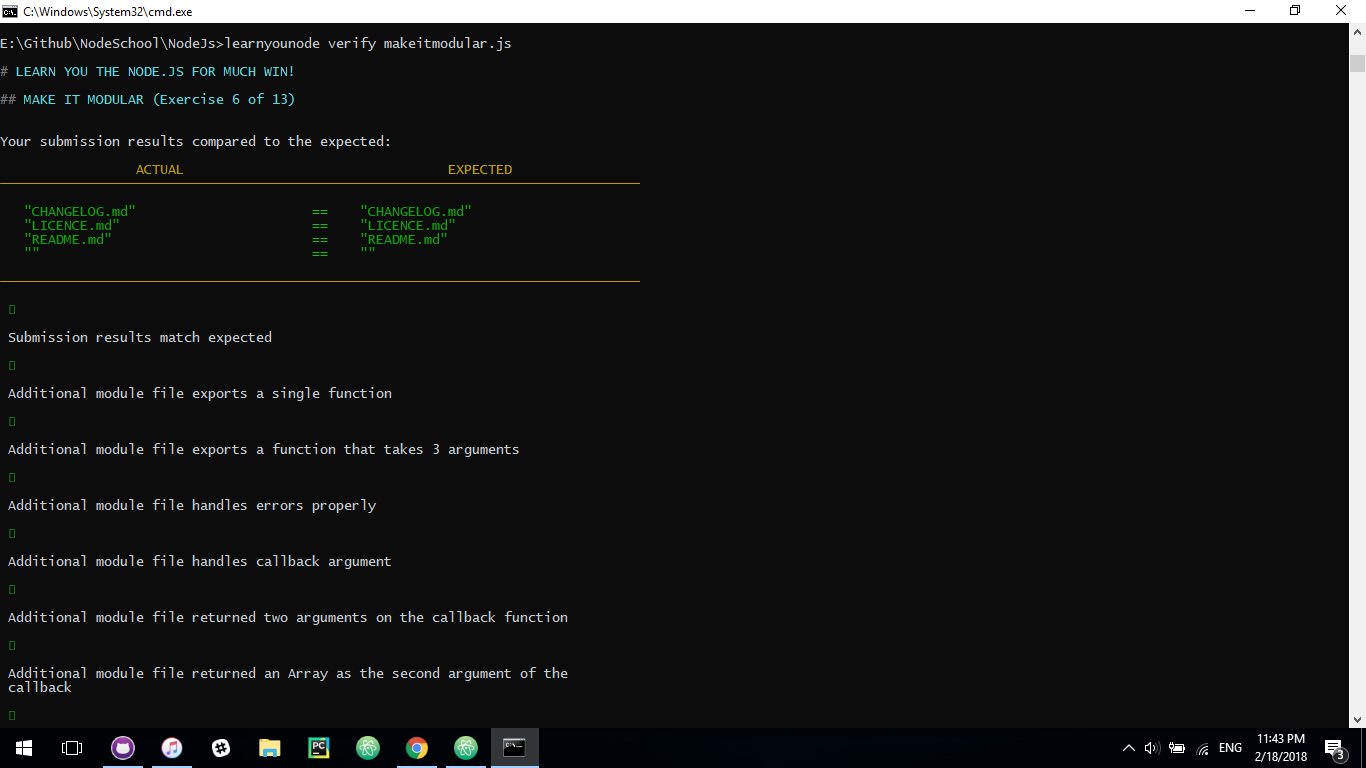 C:\Windows\System32\cmd.exe
E:\Github\NodeSchool\NodeJs>learnyounode verify makeitmodular.js
# LEARN YOU THE NODE.JS FOR MUCH WIN!
## MAKE IT MODULAR (Exercise 6 of 13)
Your submission results compared to the expected:
ACTUAL EXPECTED
"CHANGELOG.md" == "CHANGELOG.md"
"LICENCE.md" == "LICENCE.md"
"README.md" == "README.md"
"" == ""
Submission results match expected
Additional module file exports a single function
Additional module file exports a function that takes 3 arguments
Additional module file handles errors properly
Additional module file handles callback argument
Additional module file returned two arguments on the callback function
Additional module file returned an Array as the second argument of the
callback
PC
ENG
11:43 PM
2/18/2018
3